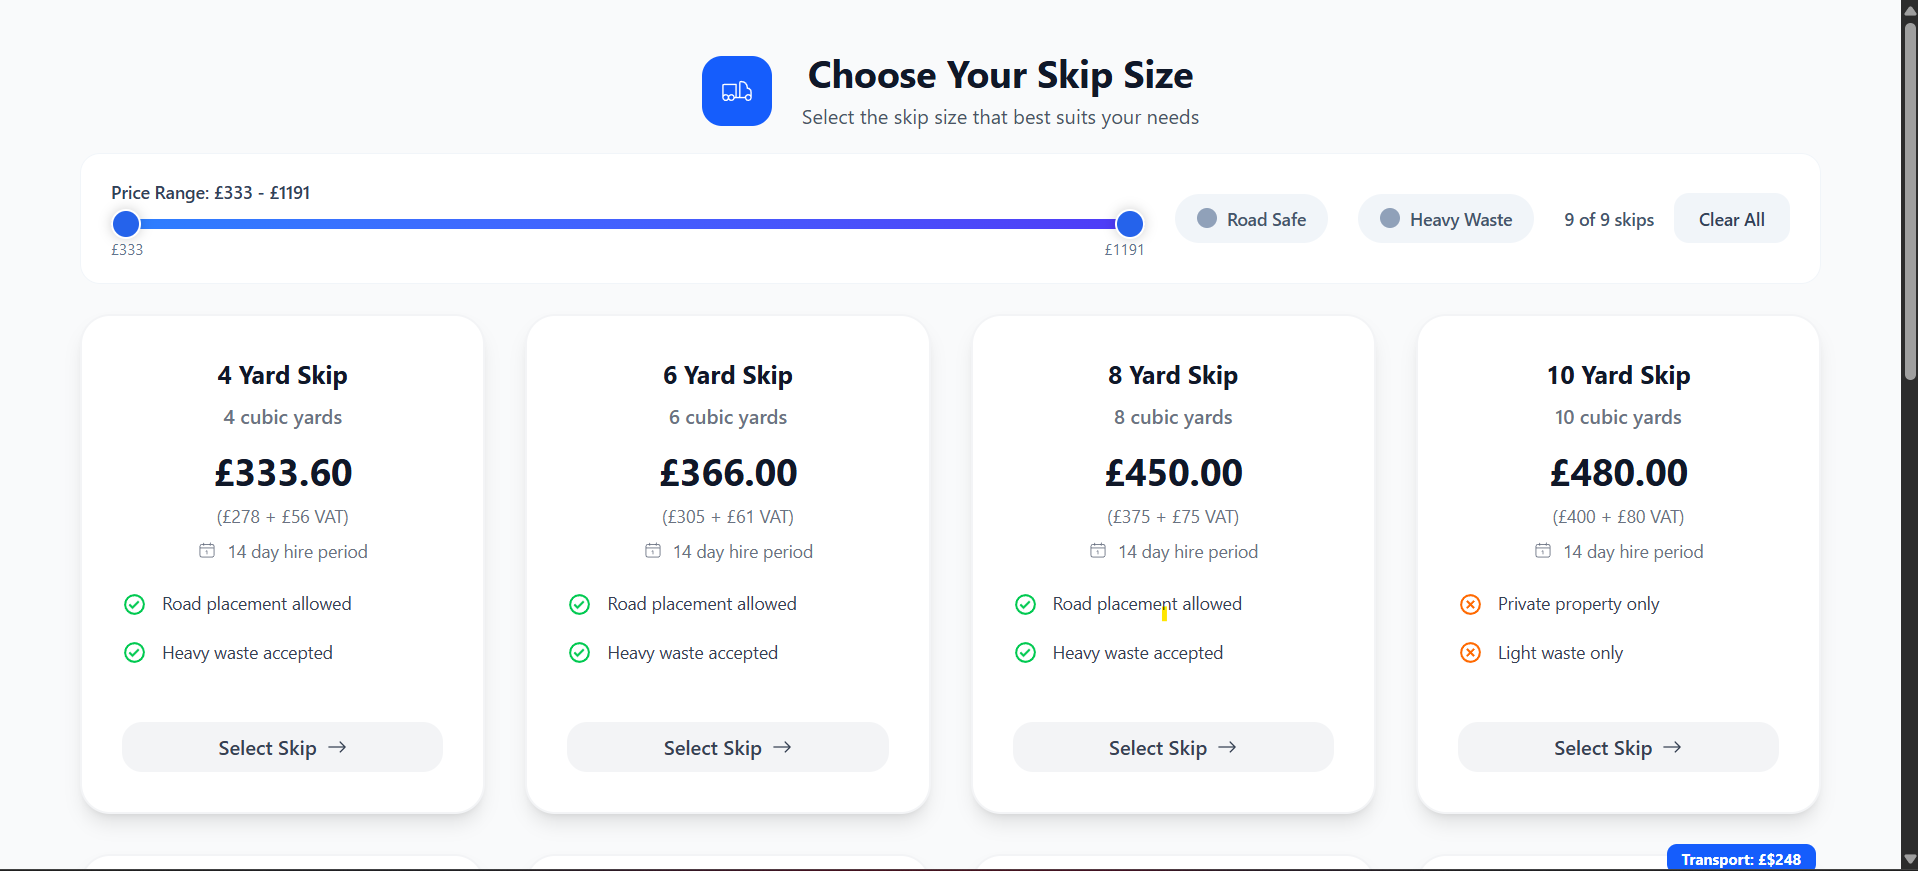 Choose Your Skip Size
Select the skip size that best suits your needs
Price Range: £333 - £1191
£333
£1191
Road Safe
Heavy Waste
9 of 9 skips
Clear All
4 Yard Skip
4 cubic yards
£333.60
(£278 + £56 VAT)
14 day hire period
Road placement allowed
Heavy waste accepted
Select Skip →
6 Yard Skip
6 cubic yards
£366.00
(£305 + £61 VAT)
14 day hire period
Road placement allowed
Heavy waste accepted
Select Skip →
8 Yard Skip
8 cubic yards
£450.00
(£375 + £75 VAT)
14 day hire period
Road placement allowed
Heavy waste accepted
Select Skip →
10 Yard Skip
10 cubic yards
£480.00
(£400 + £80 VAT)
14 day hire period
Private property only
Light waste only
Select Skip →
Transport: £$248